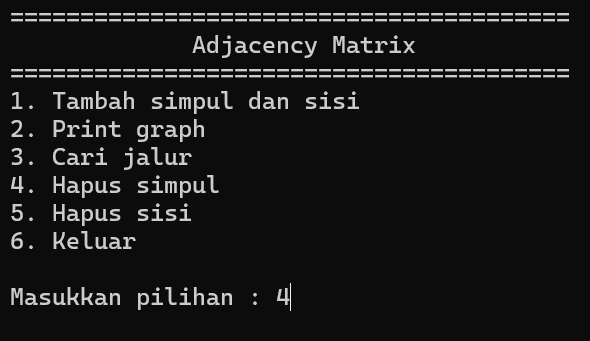 ========================================
Adjacency Matrix
========================================
1. Tambah simpul dan sisi
2. Print graph
3. Cari jalur
4. Hapus simpul
5. Hapus sisi
6. Keluar
Masukkan pilihan : 4